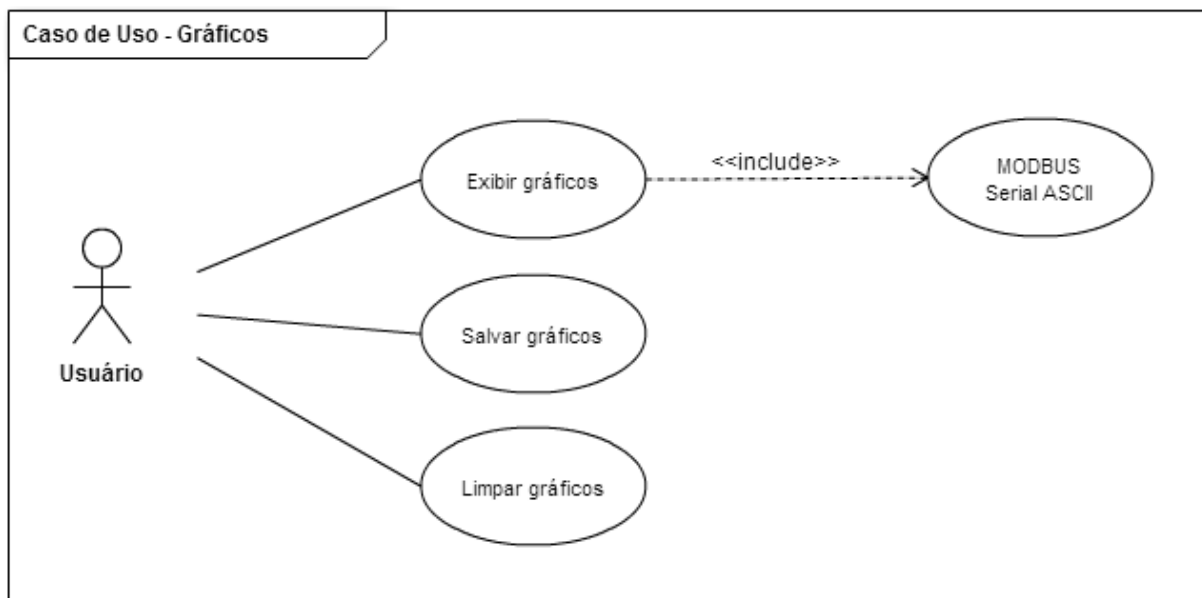 Caso de Uso - Gráficos
Exibir gráficos
<<include>>
MODBUS
Serial ASCII
Usuário
Salvar gráficos
Limpar gráficos